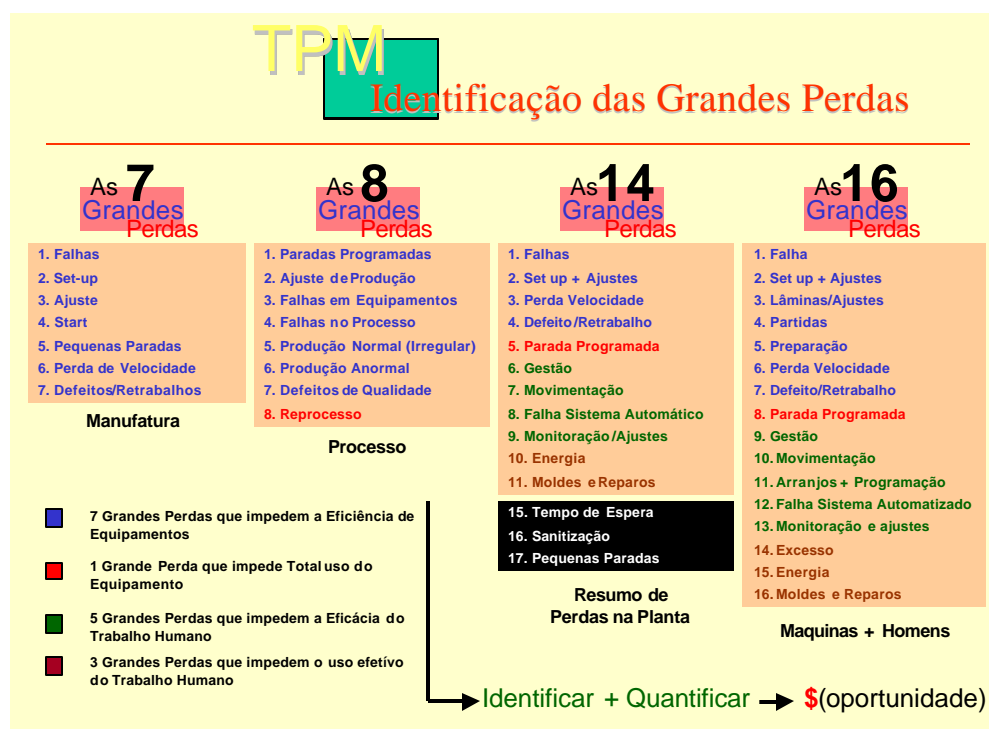 TPM
Identificação das Grandes Perdas
As 7
Grandes
Perdas
1. Falhas
2. Set-up
3. Ajuste
4. Start
5. Pequenas Paradas
6. Perda de Velocidade
7. Defeitos/Retrabalhos
Manufatura
As 8
Grandes
Perdas
1. Paradas Programadas
2. Ajuste de Produção
3. Falhas em Equipamentos
4. Falhas no Processo
5. Produção Normal (Irregular)
6. Produção Anormal
7. Defeitos de Qualidade
8. Reprocesso
Processo
As 14
Grandes
Perdas
1. Falhas
2. Set up + Ajustes
3. Perda Velocidade
4. Defeito/Retrabalho
5. Parada Programada
6. Gestão
7. Movimentação
8. Falha Sistema Automático
9. Monitoração/Ajustes
10. Energia
11. Moldes e Reparos
15. Tempo de Espera
16. Sanitização
17. Pequenas Paradas
Resumo de
Perdas na Planta
As 16
Grandes
Perdas
1. Falha
2. Set up + Ajustes
3. Lâminas/Ajustes
4. Partidas
5. Preparação
6. Perda Velocidade
7. Defeito/Retrabalho
8. Parada Programada
9. Gestão
10. Movimentação
11. Arranjos + Programação
12. Falha Sistema Automatizado
13. Monitoração e ajustes
14. Excesso
15. Energia
16. Moldes e Reparos
Maquinas + Homens
7 Grandes Perdas que impedem a Eficiência de
Equipamentos
1 Grande Perda que impede Total uso do
Equipamento
5 Grandes Perdas que impedem a Eficácia do
Trabalho Humano
3 Grandes Perdas que impedem o uso efetívo
do Trabalho Humano
Identificar + Quantificar
$(oportunidade)